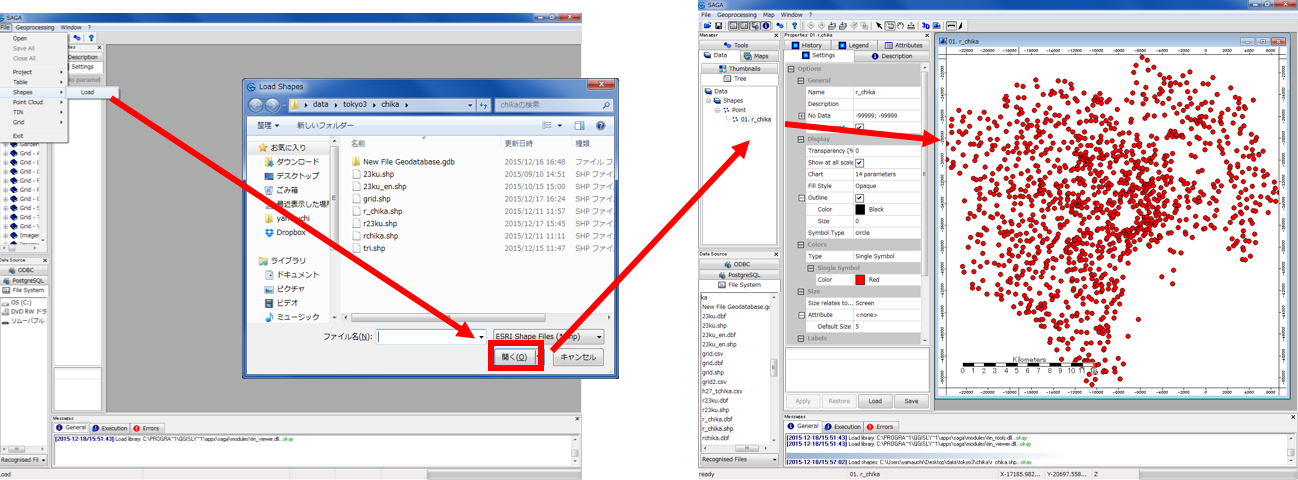 SAGA
File Geoprocessing Window ?
Open
Save All
Close All
Project
Table
Shapes
Load
Point Cloud
TIN
Grid
Exit
Description
Settings
Data Source
ODBC
PostgreSQL
File System
OS (C:)
DVD RW ドラ
リムーバブル
Recognised Fil
Messages
General Execution Errors
[2015-12-18/15:51:43] Load library: C:\PROGRA~1\QGISLY~1\apps\saga\modules\tin_viewer.dll...okay
Load
Load Shapes
data tokyo3 chika
chikaの検索
整理 新しいフォルダー
お気に入り
ダウンロード
デスクトップ
ごみ箱
最近表示した場所
Dropbox
ライブラリ
ドキュメント
ピクチャ
ビデオ
ミュージック
名前 更新日時 種類
New File Geodatabase.gdb 2015/12/16 16:48 ファイル フ
23ku.shp 2015/09/10 14:51 SHP ファイ
23ku_en.shp 2015/10/15 15:00 SHP ファイ
grid.shp 2015/12/17 16:24 SHP ファイ
r_chika.shp 2015/12/12 11:57 SHP ファイ
r23ku.shp 2015/12/17 15:45 SHP ファイ
rchika.shp 2015/12/11 11:11 SHP ファイ
tri.shp 2015/12/15 11:47 SHP ファイ
ファイル名(N):
ESRI Shape Files (*.shp)
開く(O)
キャンセル
SAGA
File Geoprocessing Map Window ?
Manager
Tools
Data Maps
Thumbnails
Tree
Data
Shapes
Point
01. r_chika
Data Source
ODBC
PostgreSQL
File System
ka
New File Geodatabase.gd
23ku.dbf
23ku.shp
23ku_en.dbf
23ku_en.shp
grid.csv
grid.dbf
grid.shp
grid2.csv
h27_tchika.csv
r23ku.dbf
r23ku.shp
r_chika.dbf
r_chika.shp
rchika.dbf
Recognised Files
Properties: 01. r_chika
History Legend Attributes
Settings Description
Options
General
Name r_chika
Description
No Data -99999; -99999
Display
Transparency [% 0
Show at all scale
Chart 14 parameters
Fill Style Opaque
Outline
Color Black
Size 0
Symbol Type circle
Colors
Type Single Symbol
Single Symbol
Color Red
Size
Size relates to... Screen
Attribute <none>
Default Size 5
Labels
Apply Restore Load Save
01. r_chika
-22000 -20000 -18000 -16000 -14000 -12000 -10000 -8000 -6000 -4000 -2000 0 2000 4000 6000
Kilometers
0 1 2 3 4 5 6 7 8 9 10 11
Messages
General Execution Errors
[2015-12-18/15:51:43] Load library: C:\PROGRA~1\QGISLY~1\apps\saga\modules\tin_tools.dll...okay
[2015-12-18/15:51:43] Load library: C:\PROGRA~1\QGISLY~1\apps\saga\modules\tin_viewer.dll...okay
[2015-12-18/15:57:02] Load shapes: C:\Users\yamauchi\Desktop\data\tokyo3\chika\r_chika.shp...okay
ready 01. r_chika X-17185.982... Y-20697.558... Z